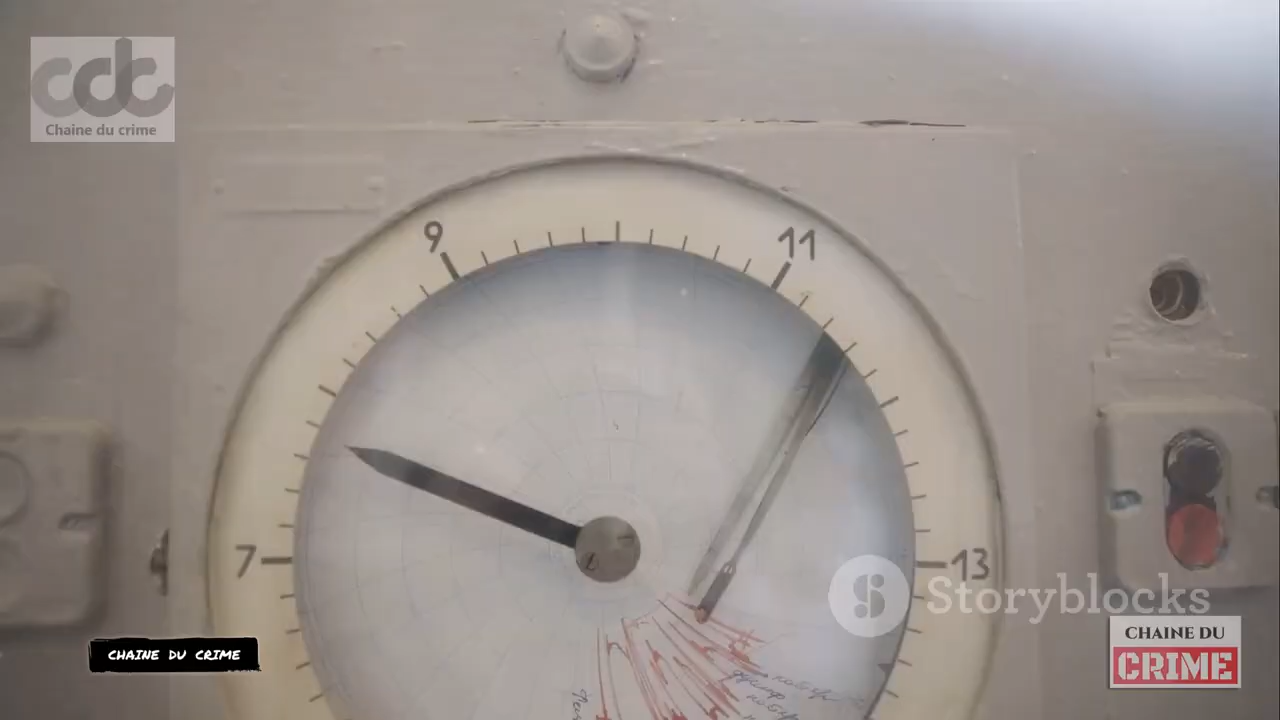 cdc
Chaine du crime
9
11
7
13
Storyblocks
CHAINE DU CRIME
CHAINE DU
CRIME